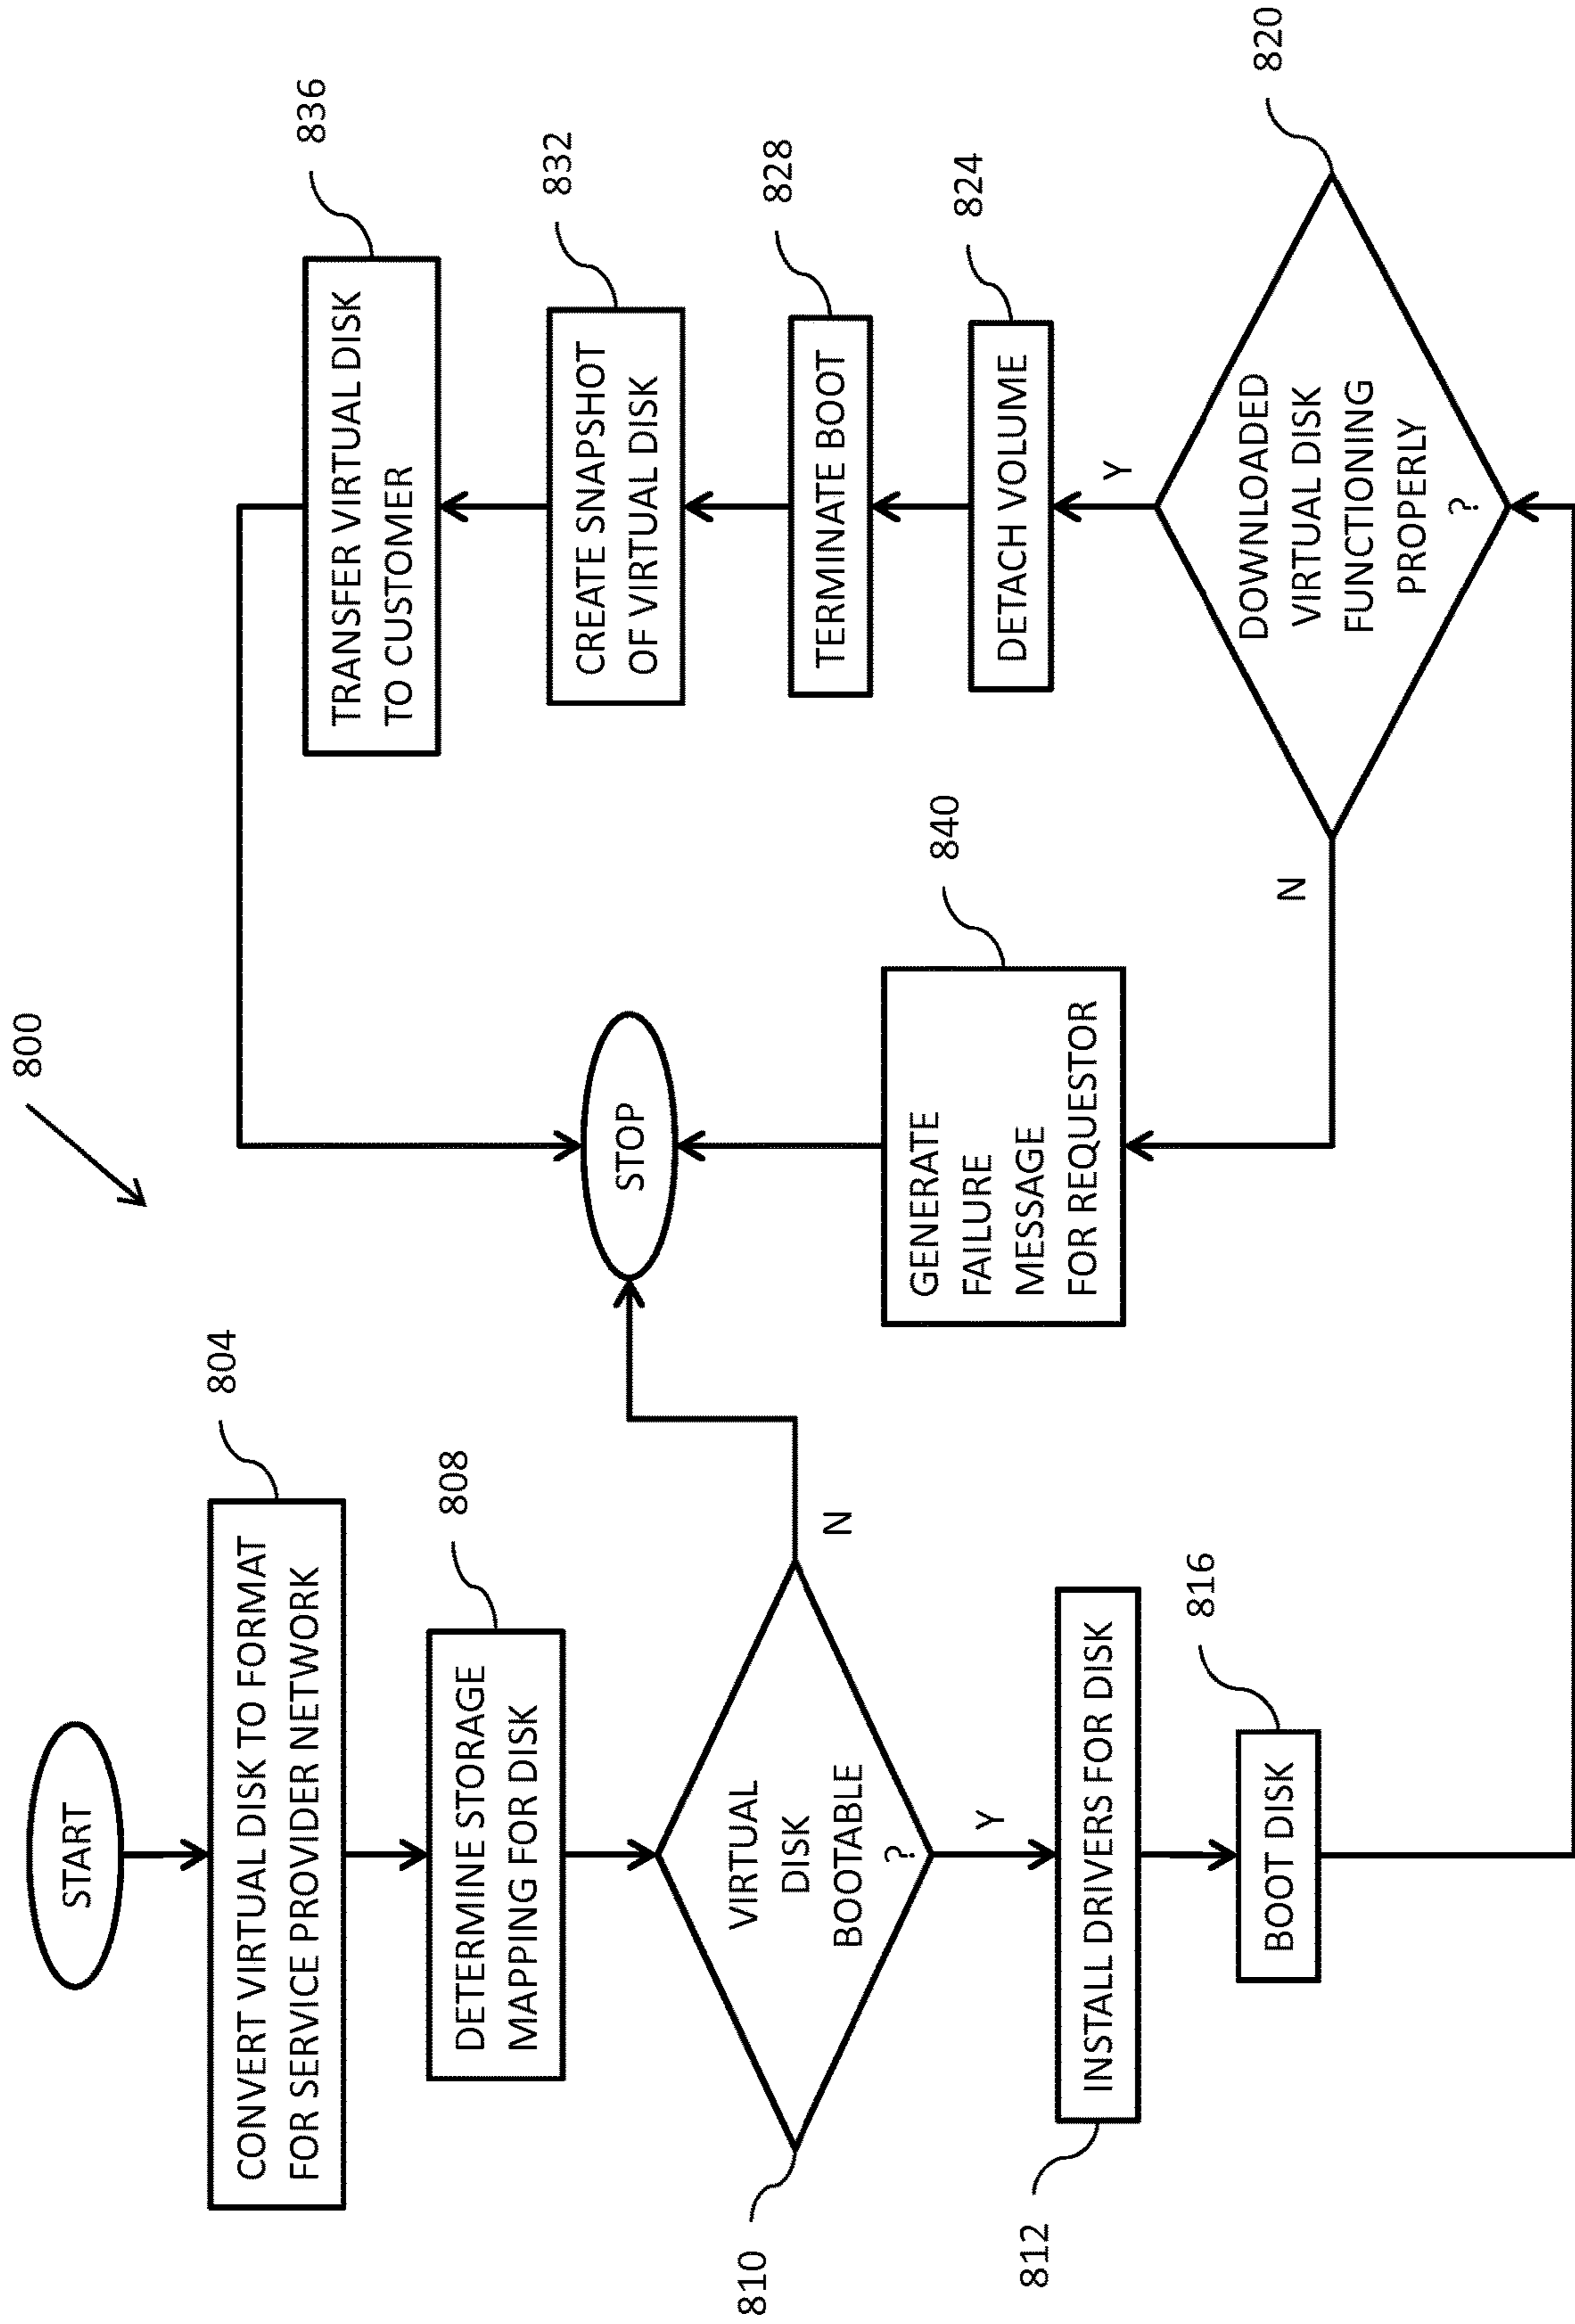 800
START
CONVERT VIRTUAL DISK TO FORMAT
FOR SERVICE PROVIDER NETWORK
804
DETERMINE STORAGE
MAPPING FOR DISK
808
VIRTUAL
DISK
BOOTABLE
?
810
N
Y
INSTALL DRIVERS FOR DISK
812
BOOT DISK
816
STOP
GENERATE
FAILURE
MESSAGE
FOR REQUESTOR
840
TRANSFER VIRTUAL DISK
TO CUSTOMER
836
CREATE SNAPSHOT
OF VIRTUAL DISK
832
TERMINATE BOOT
828
DETACH VOLUME
824
Y
N
DOWNLOADED
VIRTUAL DISK
FUNCTIONING
PROPERLY
?
820